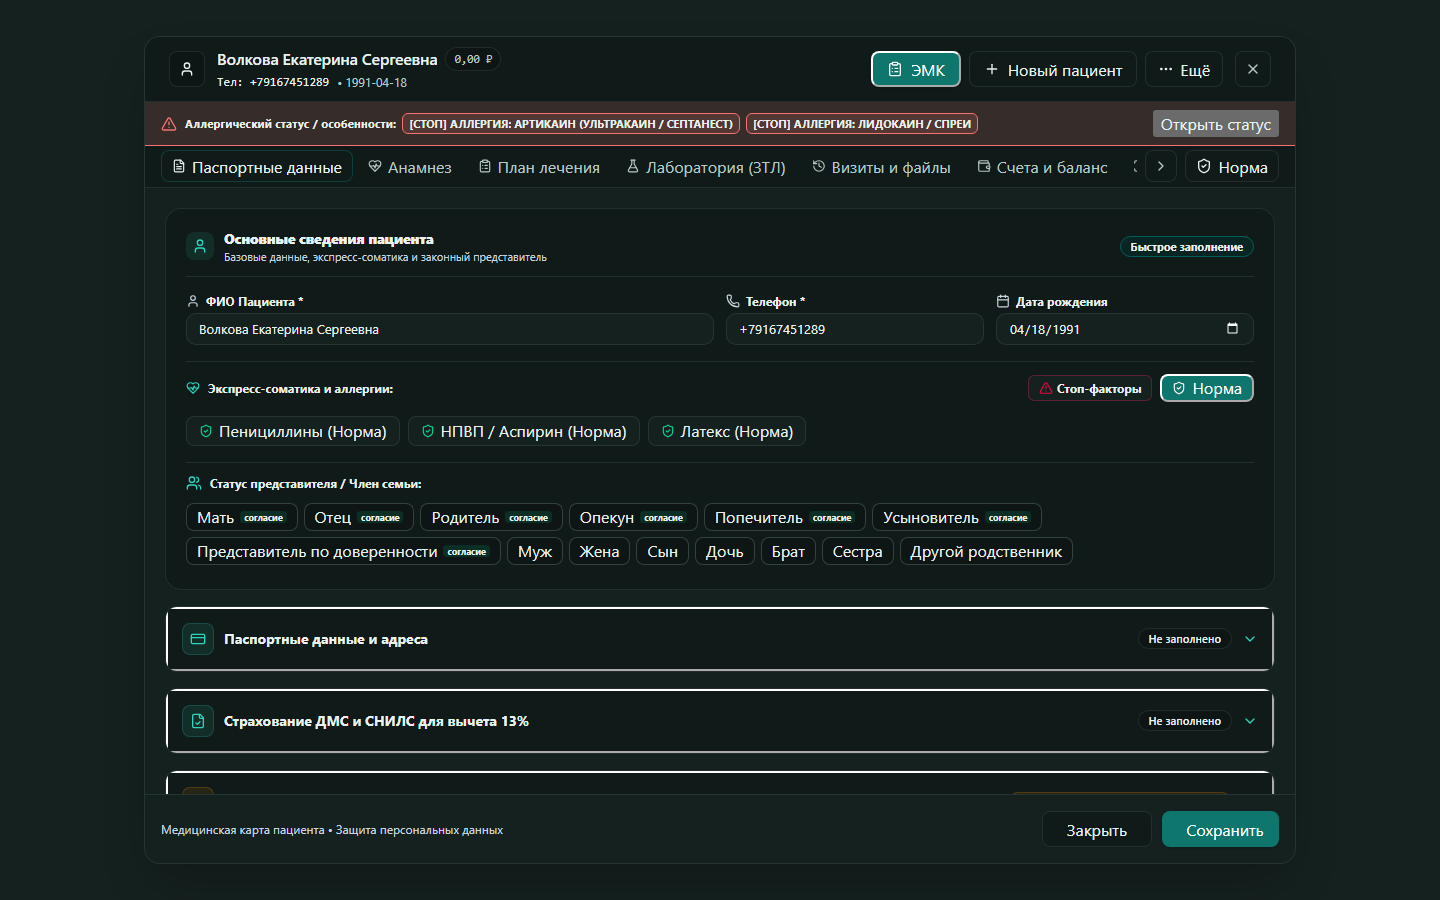 Волкова Екатерина Сергеевна 0,00 ₽
Тел: +79167451289 • 1991-04-18
ЭМК
Новый пациент
Ещё
Аллергический статус / особенности: [СТОП] АЛЛЕРГИЯ: АРТИКАИН (УЛЬТРАКАИН / СЕПТАНЕСТ) [СТОП] АЛЛЕРГИЯ: ЛИДОКАИН / СПРЕЙ
Открыть статус
Паспортные данные Анамнез План лечения Лаборатория (ЗТЛ) Визиты и файлы Счета и баланс Норма
Основные сведения пациента
Базовые данные, экспресс-соматика и законный представитель
Быстрое заполнение
ФИО Пациента * Телефон * Дата рождения
Волкова Екатерина Сергеевна +79167451289 04/18/1991
Экспресс-соматика и аллергии: Стоп-факторы Норма
Пенициллины (Норма) НПВП / Аспирин (Норма) Латекс (Норма)
Статус представителя / Член семьи:
Мать согласие Отец согласие Родитель согласие Опекун согласие Попечитель согласие Усыновитель согласие
Представитель по доверенности согласие Муж Жена Сын Дочь Брат Сестра Другой родственник
Паспортные данные и адреса Не заполнено
Страхование ДМС и СНИЛС для вычета 13% Не заполнено
Медицинская карта пациента • Защита персональных данных
Закрыть Сохранить